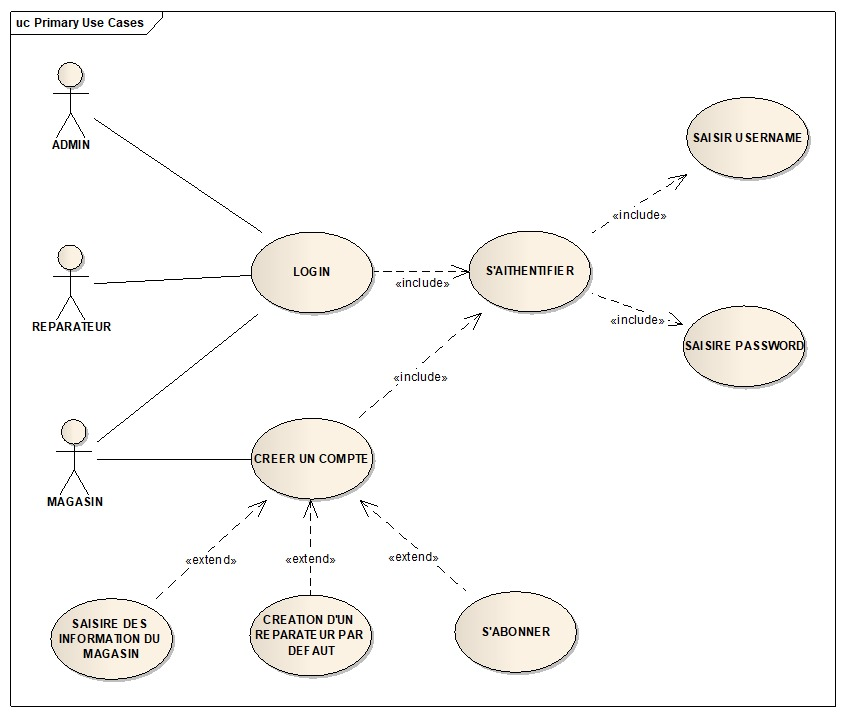 uc Primary Use Cases
ADMIN
SAISIR USERNAME
«include»
REPARATEUR
LOGIN
«include»
S'AITHENTIFIER
«include»
SAISIRE PASSWORD
«include»
MAGASIN
CREER UN COMPTE
«extend»
«extend»
«extend»
SAISIRE DES
INFORMATION DU
MAGASIN
CREATION D'UN
REPARATEUR PAR
DEFAUT
S'ABONNER